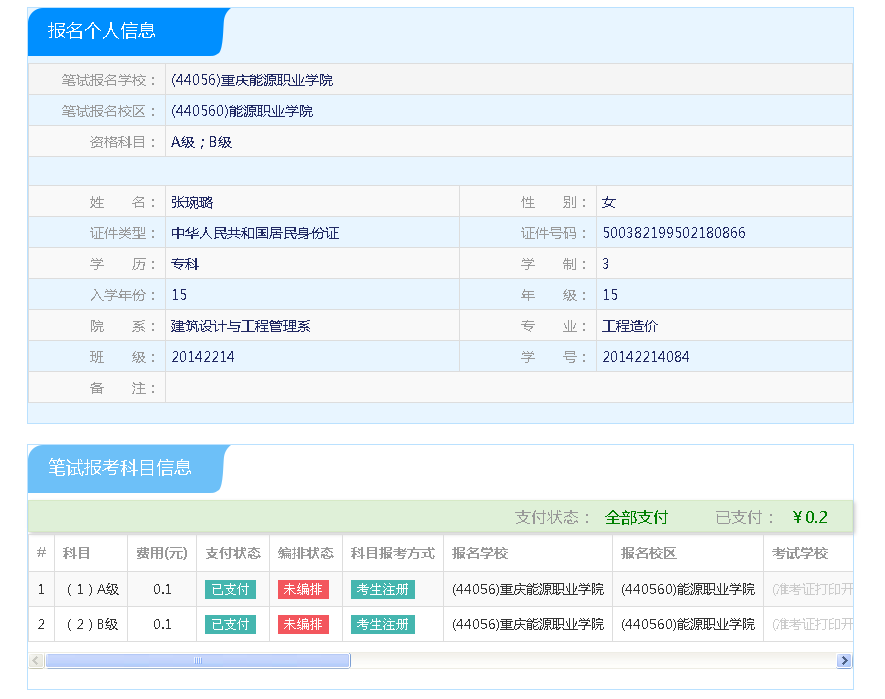 报名个人信息
笔试报名学校： (44056)重庆能源职业学院
笔试报名校区： (440560)能源职业学院
资格科目： A级；B级
姓 名： 张琬璐 性 别： 女
证件类型： 中华人民共和国居民身份证 证件号码： 500382199502180866
学 历： 专科 学 制： 3
入学年份： 15 年 级： 15
院 系： 建筑设计与工程管理系 专 业： 工程造价
班 级： 20142214 学 号： 20142214084
备 注：
笔试报考科目信息
支付状态： 全部支付 已支付： ￥0.2
# 科目 费用(元) 支付状态 编排状态 科目报考方式 报名学校 报名校区 考试学校
1 （1）A级 0.1 已支付 未编排 考生注册 (44056)重庆能源职业学院 (440560)能源职业学院 (准考证打印开
2 （2）B级 0.1 已支付 未编排 考生注册 (44056)重庆能源职业学院 (440560)能源职业学院 (准考证打印开